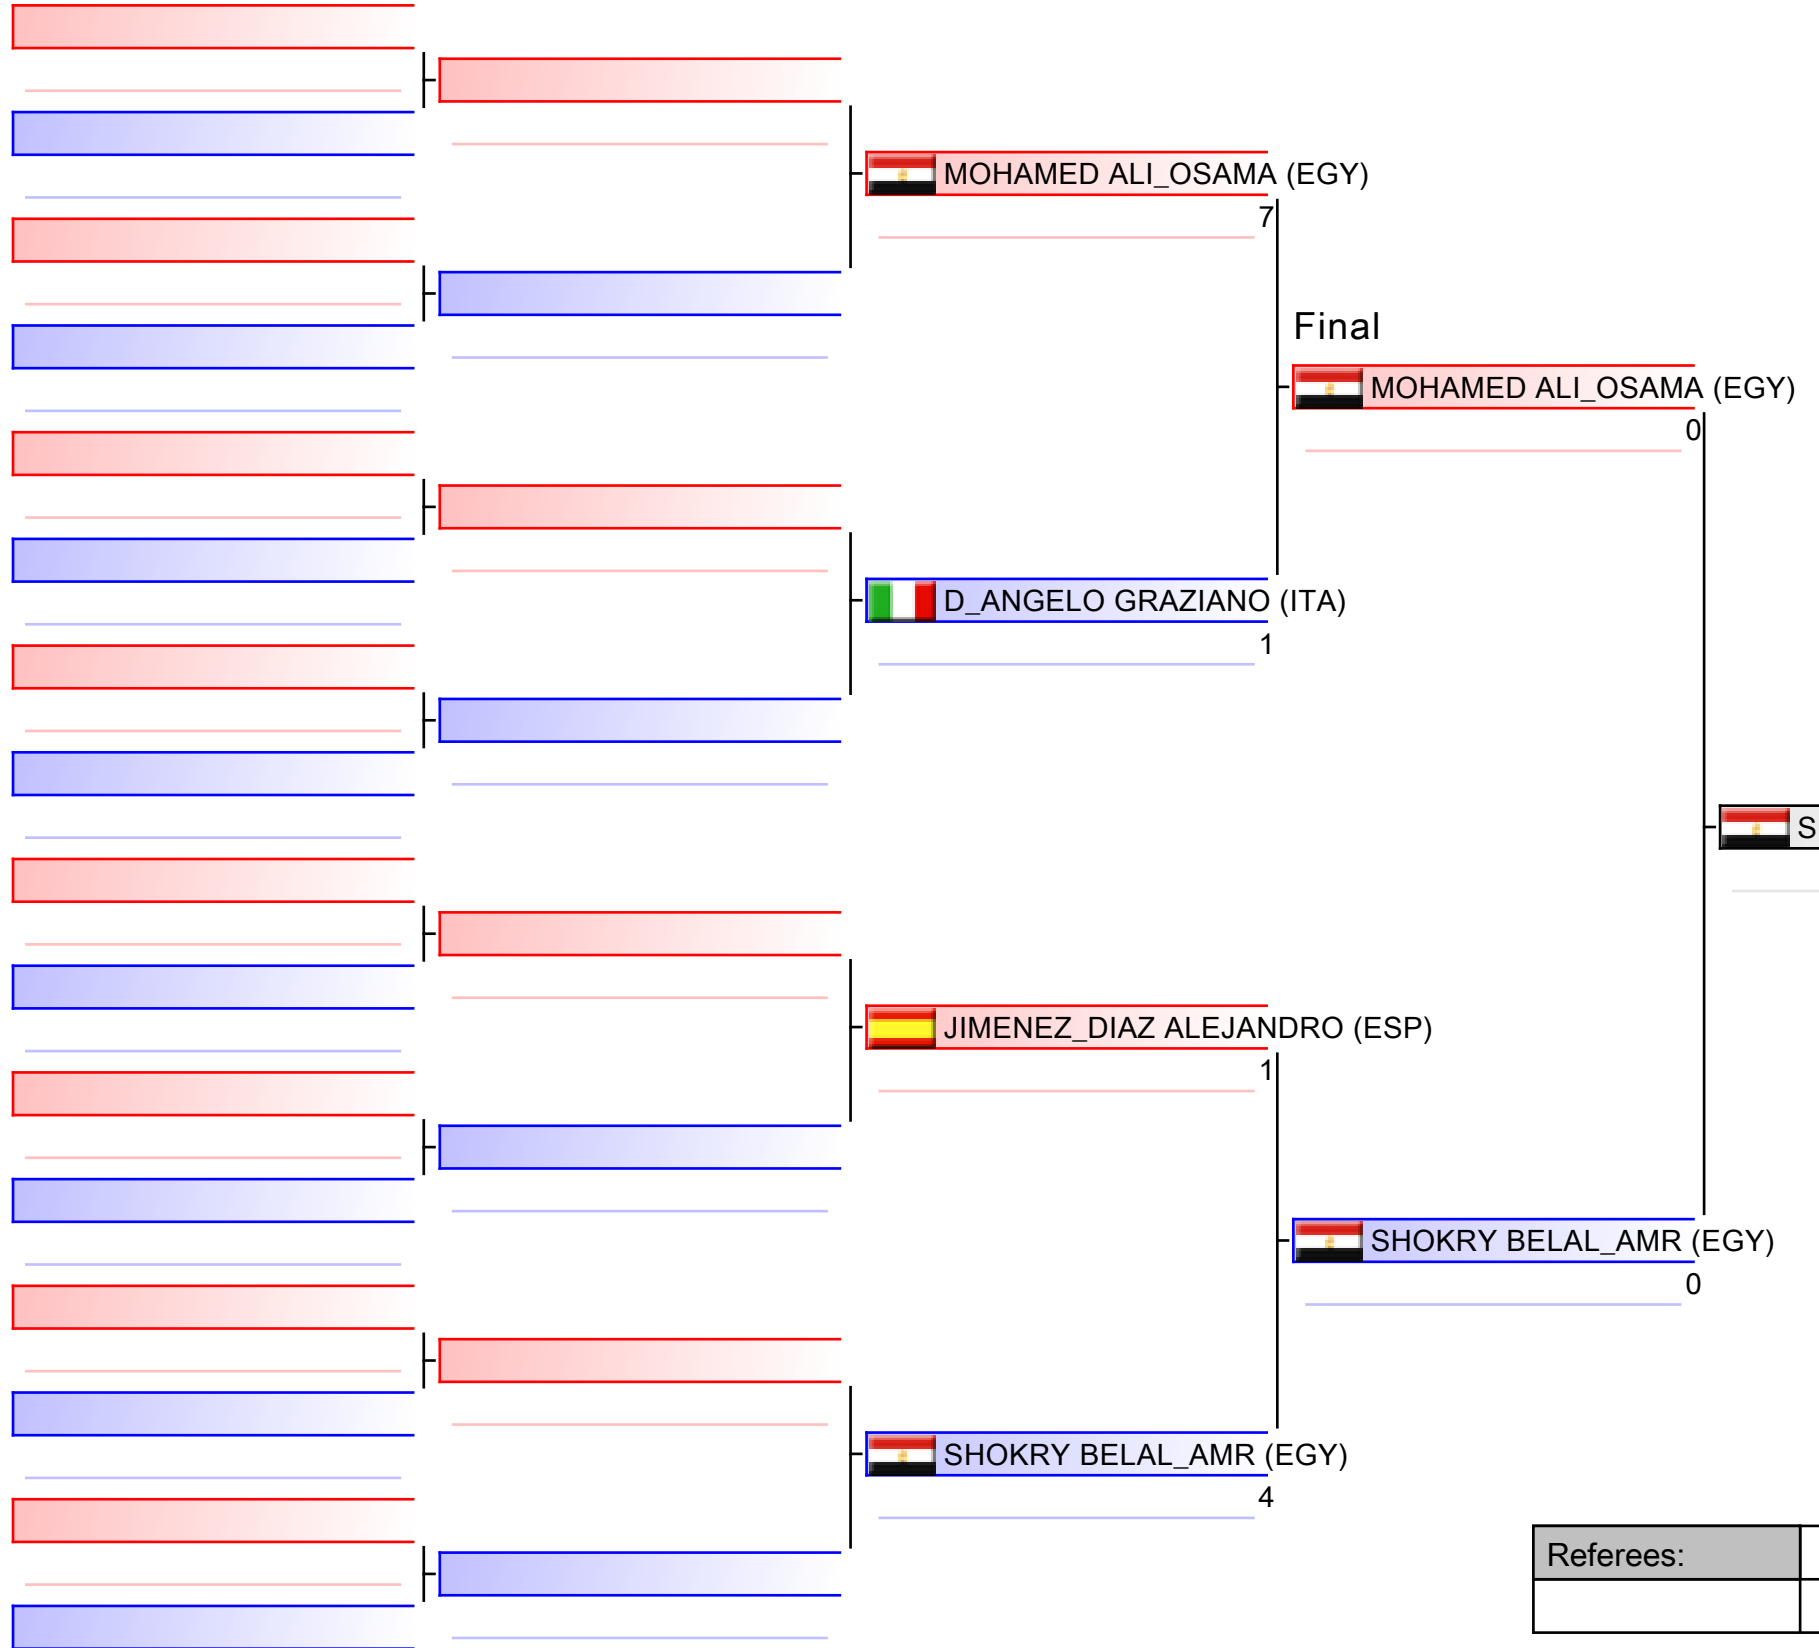 MOHAMED ALI_OSAMA (EGY)
7
Final
MOHAMED ALI_OSAMA (EGY)
0
D_ANGELO GRAZIANO (ITA)
1
S
JIMENEZ_DIAZ ALEJANDRO (ESP)
1
SHOKRY BELAL_AMR (EGY)
0
SHOKRY BELAL_AMR (EGY)
4
Referees: